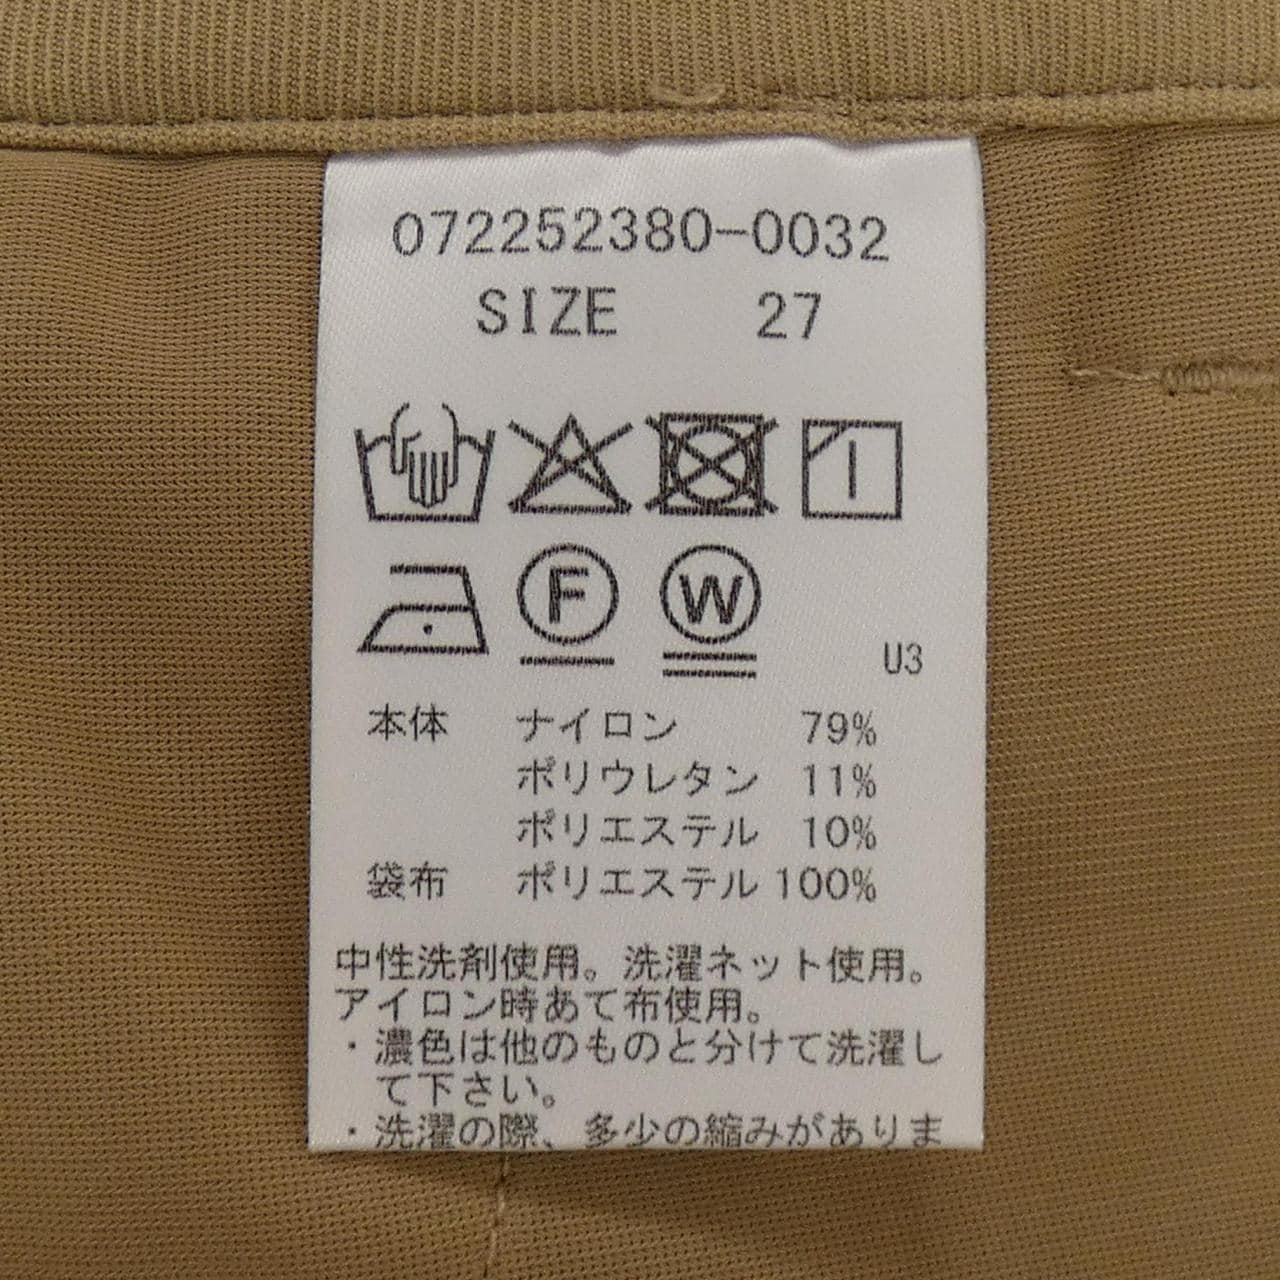 072252380-0032
SIZE 27
F W
U3
本体 ナイロン 79%
ポリウレタン 11%
ポリエステル 10%
袋布 ポリエステル 100%
中性洗剤使用。洗濯ネット使用。
アイロン時あて布使用。
・濃色は他のものと分けて洗濯し
て下さい。
・洗濯の際、多少の縮みがありま